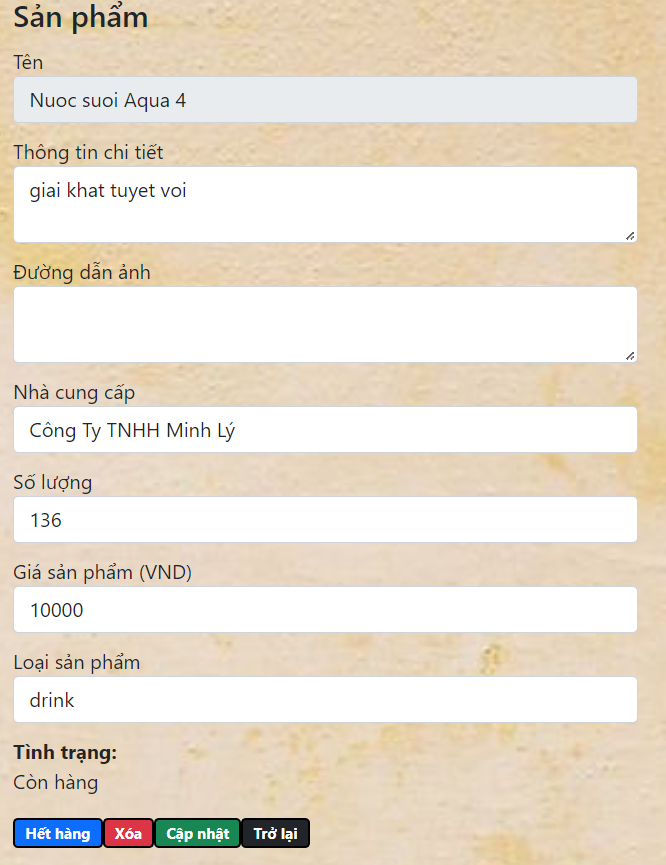 Sản phẩm
Tên
Nuoc suoi Aqua 4
Thông tin chi tiết
giai khat tuyet voi
Đường dẫn ảnh
Nhà cung cấp
Công Ty TNHH Minh Lý
Số lượng
136
Giá sản phẩm (VND)
10000
Loại sản phẩm
drink
Tình trạng:
Còn hàng
Hết hàng Xóa Cập nhật Trở lại